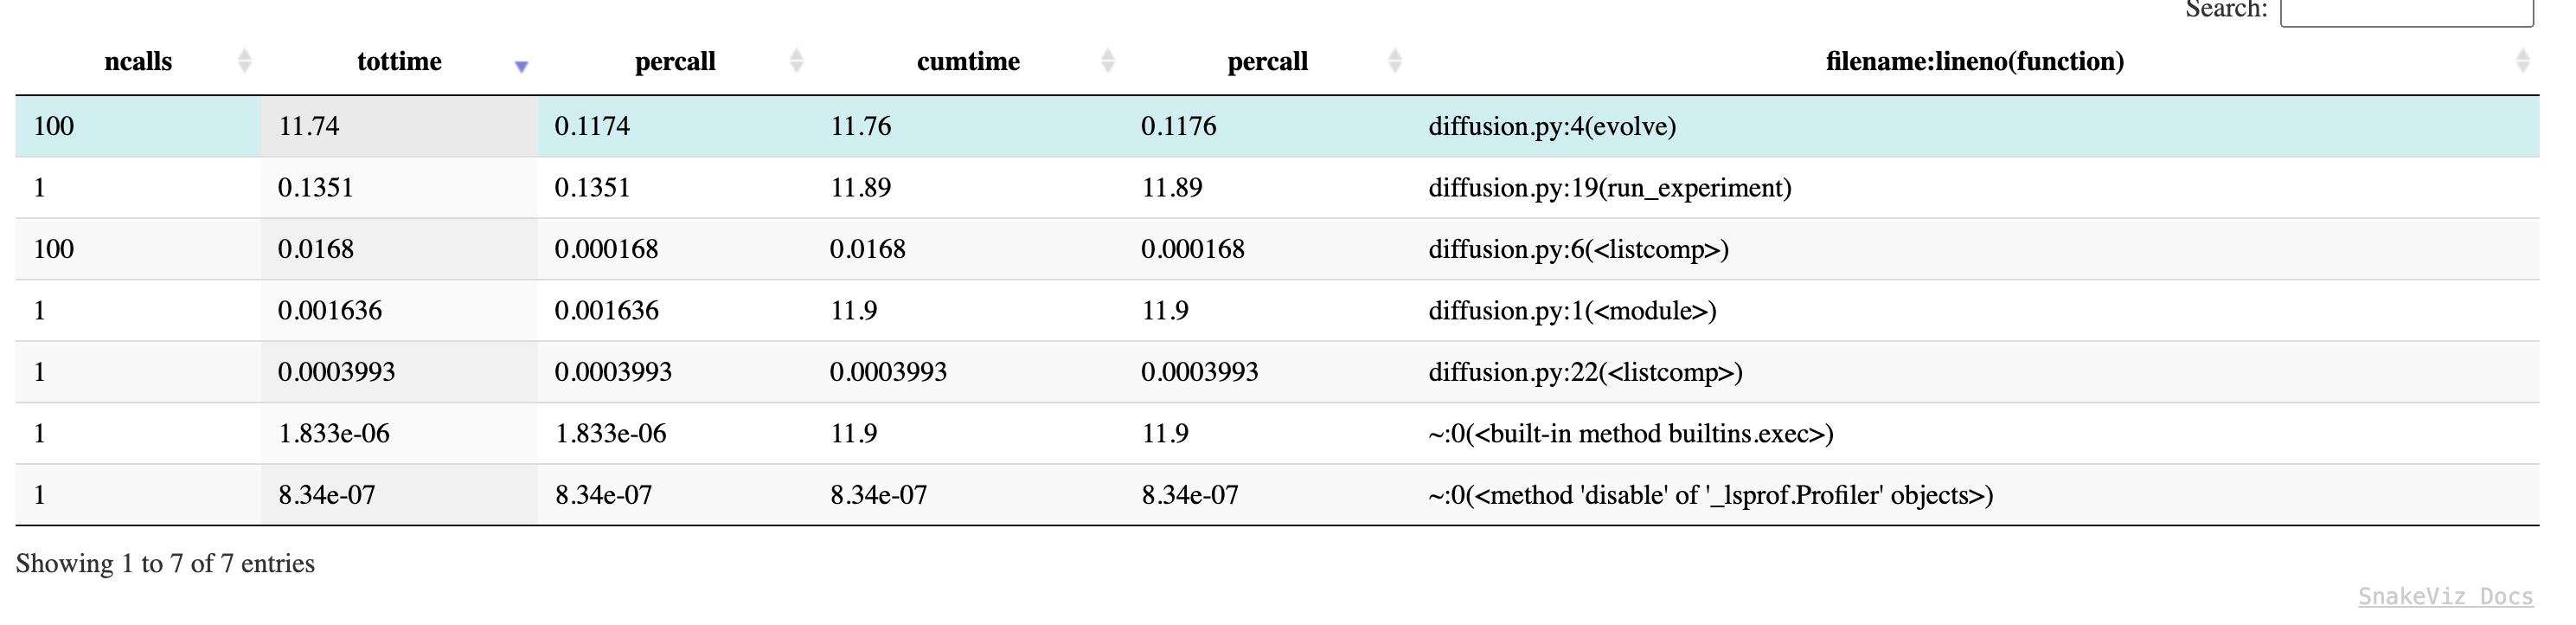 Search:
ncalls tottime percall cumtime percall filename:lineno(function)
100 11.74 0.1174 11.76 0.1176 diffusion.py:4(evolve)
1 0.1351 0.1351 11.89 11.89 diffusion.py:19(run_experiment)
100 0.0168 0.000168 0.0168 0.000168 diffusion.py:6(<listcomp>)
1 0.001636 0.001636 11.9 11.9 diffusion.py:1(<module>)
1 0.0003993 0.0003993 0.0003993 0.0003993 diffusion.py:22(<listcomp>)
1 1.833e-06 1.833e-06 11.9 11.9 ~:0(<built-in method builtins.exec>)
1 8.34e-07 8.34e-07 8.34e-07 8.34e-07 ~:0(<method 'disable' of '_lsprof.Profiler' objects>)
Showing 1 to 7 of 7 entries
SnakeViz Docs